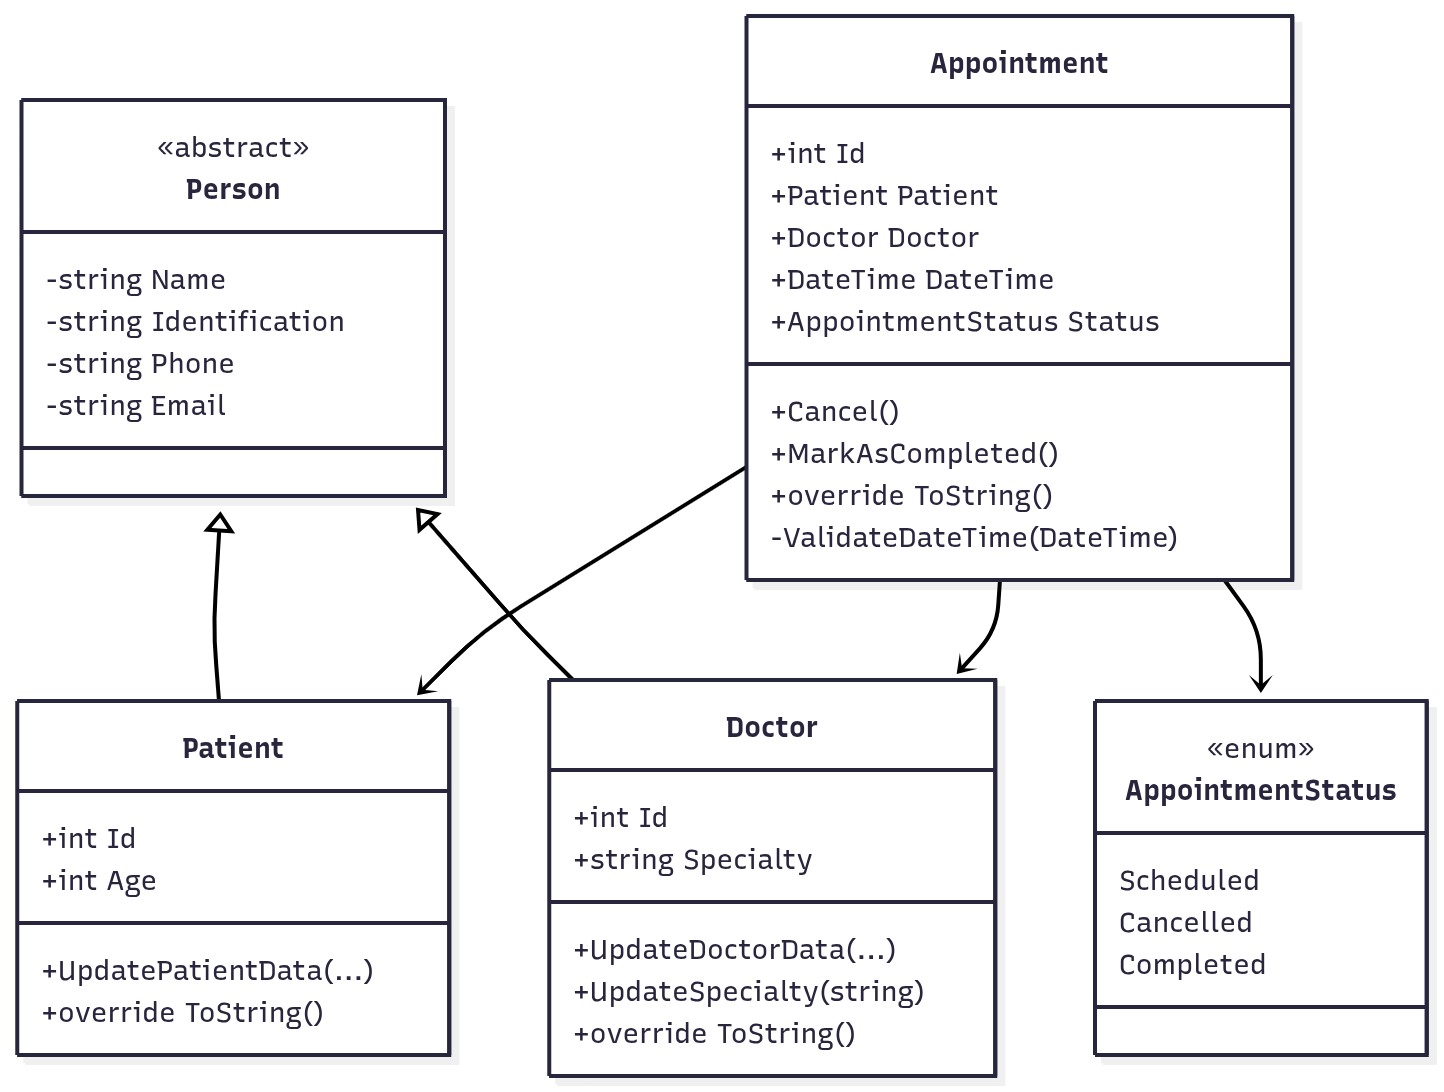 «abstract»
Person
-string Name
-string Identification
-string Phone
-string Email
Appointment
+int Id
+Patient Patient
+Doctor Doctor
+DateTime DateTime
+AppointmentStatus Status
+Cancel()
+MarkAsCompleted()
+override ToString()
-ValidateDateTime(DateTime)
Patient
+int Id
+int Age
+UpdatePatientData(...)
+override ToString()
Doctor
+int Id
+string Specialty
+UpdateDoctorData(...)
+UpdateSpecialty(string)
+override ToString()
«enum»
AppointmentStatus
Scheduled
Cancelled
Completed